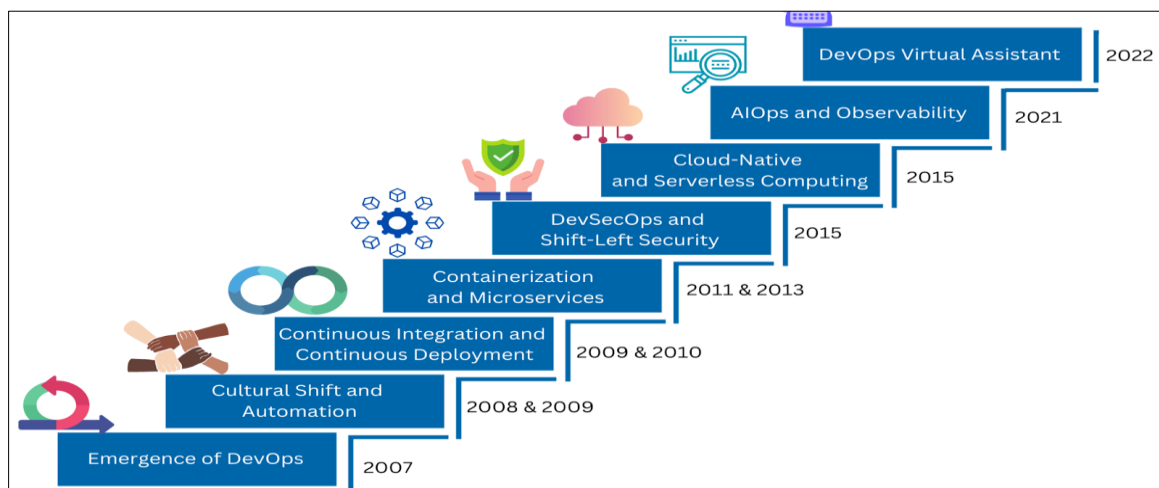 DevOps Virtual Assistant
2022
AIOps and Observability
2021
Cloud-Native
and Serverless Computing
2015
DevSecOps and
Shift-Left Security
2015
Containerization
and Microservices
2011 & 2013
Continuous Integration and
Continuous Deployment
2009 & 2010
Cultural Shift and
Automation
2008 & 2009
Emergence of DevOps
2007